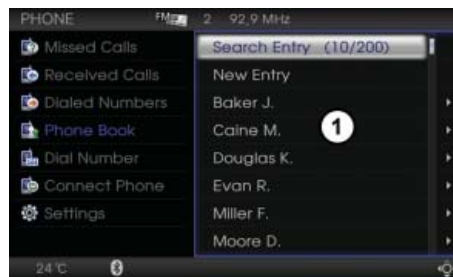 PHONE FM 2 92,9 MHz
Missed Calls
Received Calls
Dialed Numbers
Phone Book
Dial Number
Connect Phone
Settings
Search Entry (10/200)
New Entry
Baker J.
Caine M.
Douglas K.
Evan R.
Miller F.
Moore D.
1
24°C